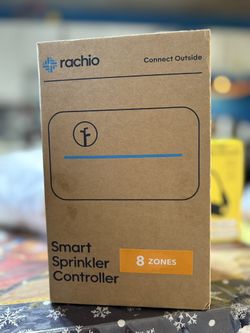 rachio
Connect Outside
Smart
Sprinkler
Controller
8 ZONES